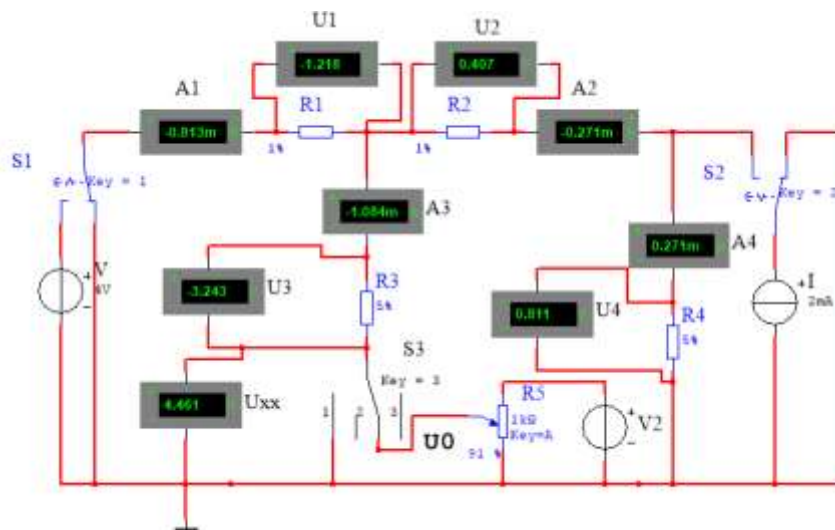 U1
U2
-1.218
0.407
A1
R1
R2
A2
-0.813m
-0.271m
1%
1%
S1
Key = 1
S2
A3
-1.084m
A4
0.271m
V
4V
-3.243
U3
R3
5%
0.811
U4
R4
5%
I
2mA
S3
Key = 3
4.461
Uxx
1
2
3
R5
1kΩ
Key=A
U0
91 %
V2